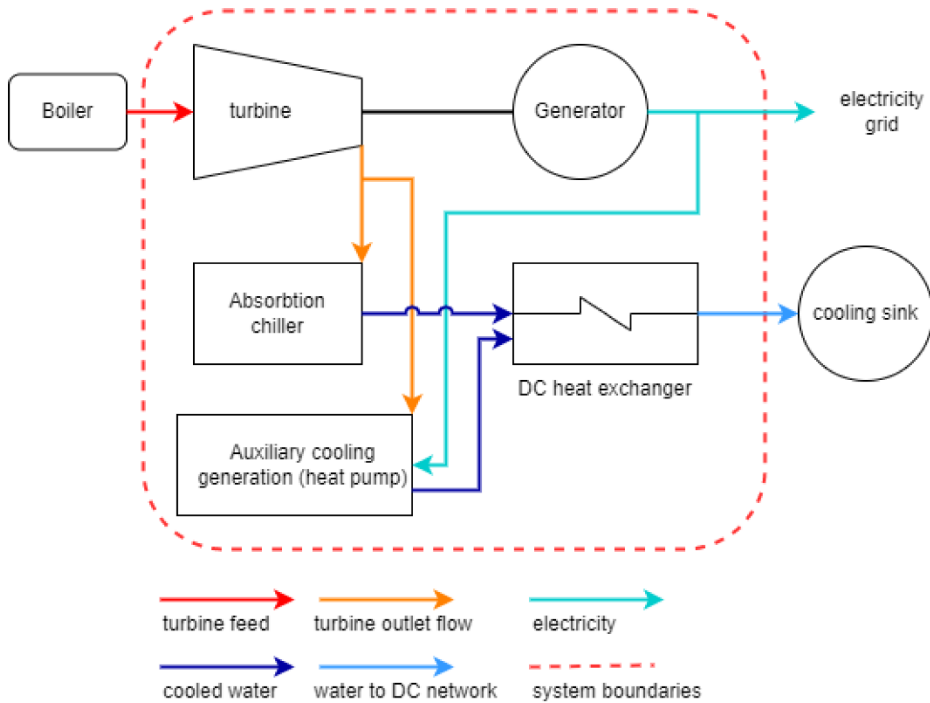 Boiler
turbine
Generator
electricity
grid
Absorbtion
chiller
cooling sink
DC heat exchanger
Auxiliary cooling
generation (heat pump)
turbine feed
turbine outlet flow
electricity
cooled water
water to DC network
system boundaries